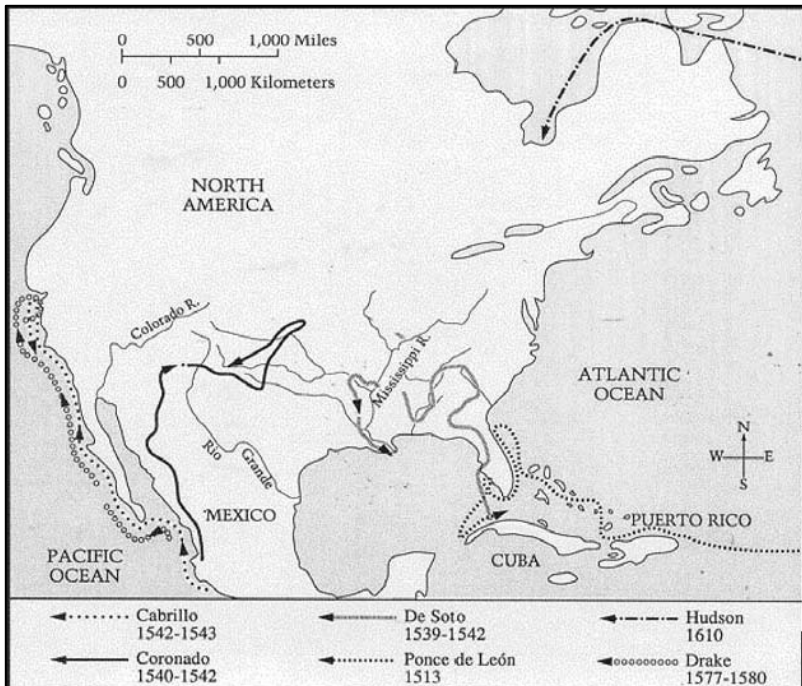 0 500 1,000 Miles
0 500 1,000 Kilometers
NORTH
AMERICA
Colorado R.
Mississippi R.
ATLANTIC
OCEAN
N
W E
S
Rio
Grande
MEXICO
PUERTO RICO
CUBA
PACIFIC
OCEAN
Cabrillo
1542-1543
De Soto
1539-1542
Hudson
1610
Coronado
1540-1542
Ponce de León
1513
Drake
1577-1580